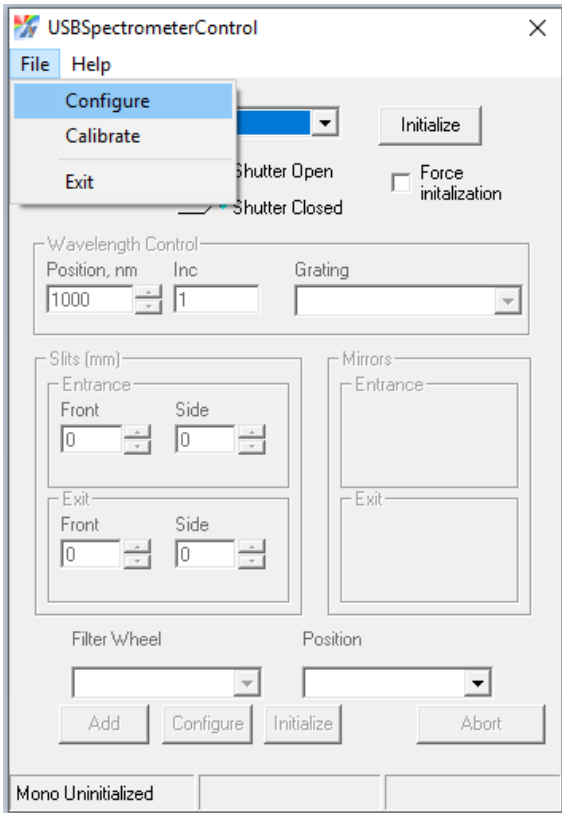 USBSpectrometerControl
File Help
Configure
Calibrate
Exit
Initialize
Shutter Open
Shutter Closed
Force
initalization
Wavelength Control
Position, nm Inc Grating
1000 1
Slits (mm) Mirrors
Entrance Entrance
Front Side
0 0
Exit Exit
Front Side
0 0
Filter Wheel Position
Add Configure Initialize Abort
Mono Uninitialized